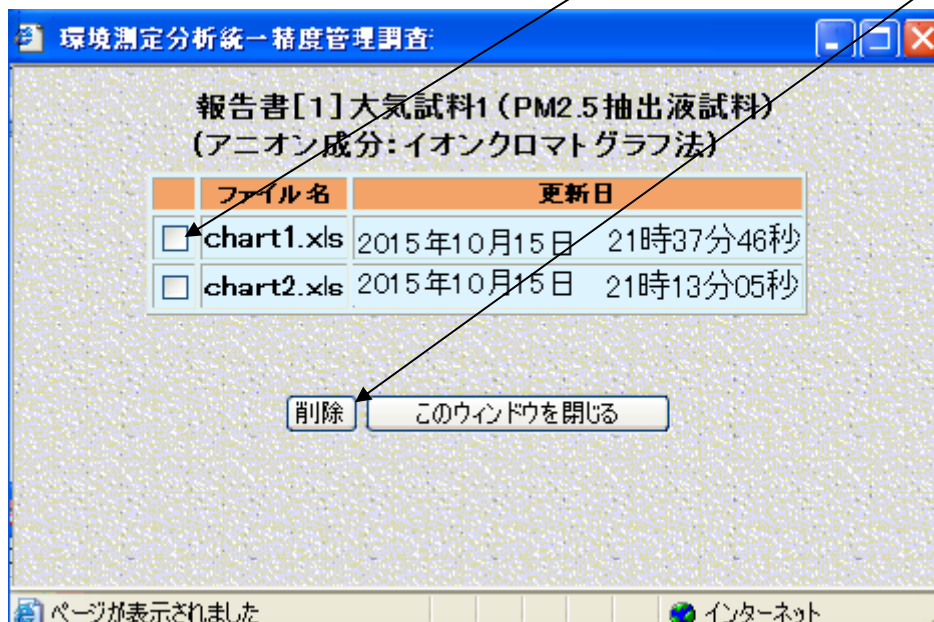 環境測定分析統一精度管理調査
報告書[1]大気試料1(PM2.5抽出液試料)
(アニオン成分:イオンクロマトグラフ法)
ファイル名 更新日
chart1.xls 2015年10月15日 21時37分46秒
chart2.xls 2015年10月15日 21時13分05秒
削除 このウィンドウを閉じる
ページが表示されました インターネット